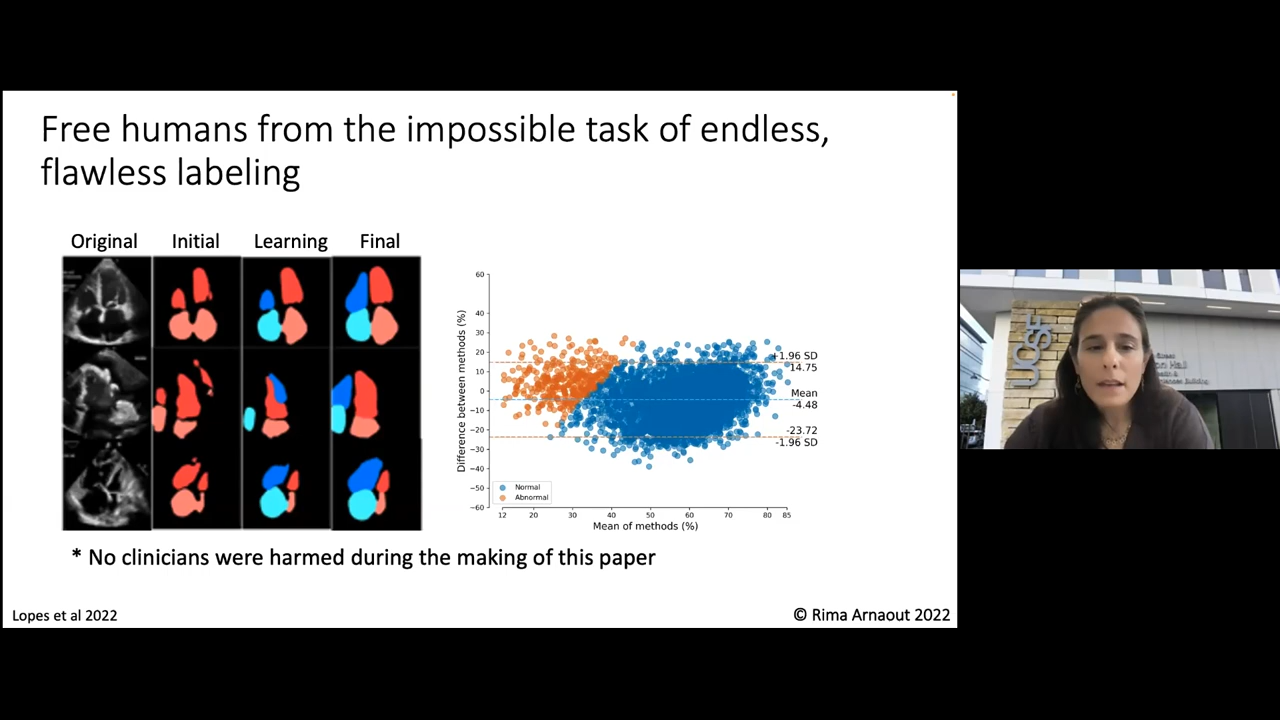 Free humans from the impossible task of endless,
flawless labeling
Original Initial Learning Final
60
40
30
20
10
0
−10
−20
−30
−40
−50
−60
Difference between methods (%)
+1.96 SD
14.75
Mean
-4.48
-23.72
-1.96 SD
Normal
Abnormal
12 20 30 40 50 60 70 80 85
Mean of methods (%)
* No clinicians were harmed during the making of this paper
Lopes et al 2022
© Rima Arnaout 2022
UCSF
Hall